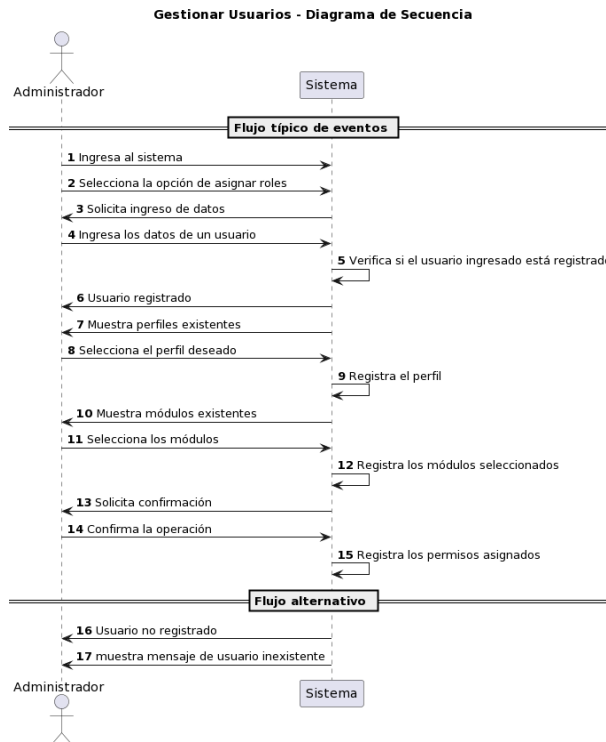 Gestionar Usuarios - Diagrama de Secuencia
Administrador
Sistema
Flujo típico de eventos
1 Ingresa al sistema
2 Selecciona la opción de asignar roles
3 Solicita ingreso de datos
4 Ingresa los datos de un usuario
5 Verifica si el usuario ingresado está registrado
6 Usuario registrado
7 Muestra perfiles existentes
8 Selecciona el perfil deseado
9 Registra el perfil
10 Muestra módulos existentes
11 Selecciona los módulos
12 Registra los módulos seleccionados
13 Solicita confirmación
14 Confirma la operación
15 Registra los permisos asignados
Flujo alternativo
16 Usuario no registrado
17 muestra mensaje de usuario inexistente
Administrador
Sistema